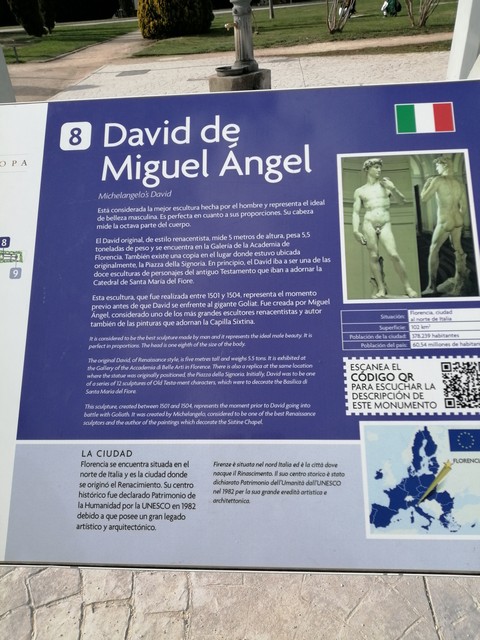 O P A
8
9
8 David de
Miguel Ángel
Michelangelo's David
Está considerada la mejor escultura hecha por el hombre y representa el ideal
de belleza masculina. Es perfecta en cuanto a sus proporciones. Su cabeza
mide la octava parte del cuerpo.
El David original, de estilo renacentista, mide 5 metros de altura, pesa 5,5
toneladas de peso y se encuentra en la Galería de la Academia de
Florencia. También existe una copia en el lugar donde estuvo ubicada
originalmente, la Piazza della Signoria. En principio, el David iba a ser una de las
doce esculturas de personajes del antiguo Testamento que iban a adornar la
Catedral de Santa María del Fiore.
Esta escultura, que fue realizada entre 1501 y 1504, representa el momento
previo antes de que David se enfrente al gigante Goliat. Fue creada por Miguel
Ángel, considerado uno de los más grandes escultores renacentistas y autor
también de las pinturas que adornan la Capilla Sixtina.
It is considered to be the best sculpture made by man and it represents the ideal male beauty. It is
perfect in proportions. The head is one eighth of the size of the body.
The original David, of Renaissance style, is five metres tall and weighs 5.5 tons. It is exhibited at
the Gallery of the Accademia di Belli Arti in Florence. There is also a replica at the same location
where the statue was originally positioned, the Piazza della Signoria. Initially, David was to be one
of a series of 12 sculptures of Old Testament characters, which were to decorate the Basilica di
Santa Maria del Fiore.
This sculpture, created between 1501 and 1504, represents the moment prior to David going into
battle with Goliath. It was created by Michelangelo, considered to be one of the best Renaissance
sculptors and the author of the paintings which decorate the Sistine Chapel.
Situación: Florencia, ciudad
al norte de Italia
Superficie: 102 km²
Población de la ciudad: 378.239 habitantes
Población del país: 60,54 millones de habitan
ESCANEA EL
CÓDIGO QR
PARA ESCUCHAR LA
DESCRIPCIÓN DE
ESTE MONUMENTO
FLORENCIA
LA CIUDAD
Florencia se encuentra situada en el
norte de Italia y es la ciudad donde
se originó el Renacimiento. Su centro
histórico fue declarado Patrimonio de
la Humanidad por la UNESCO en 1982
debido a que posee un gran legado
artístico y arquitectónico.
Firenze è situata nel nord Italia ed è la città dove
nacque il Rinascimento. Il suo centro storico è stato
dichiarato Patrimonio dell'Umanità dall'UNESCO
nel 1982 per la sua grande eredità artistica e
architettonica.